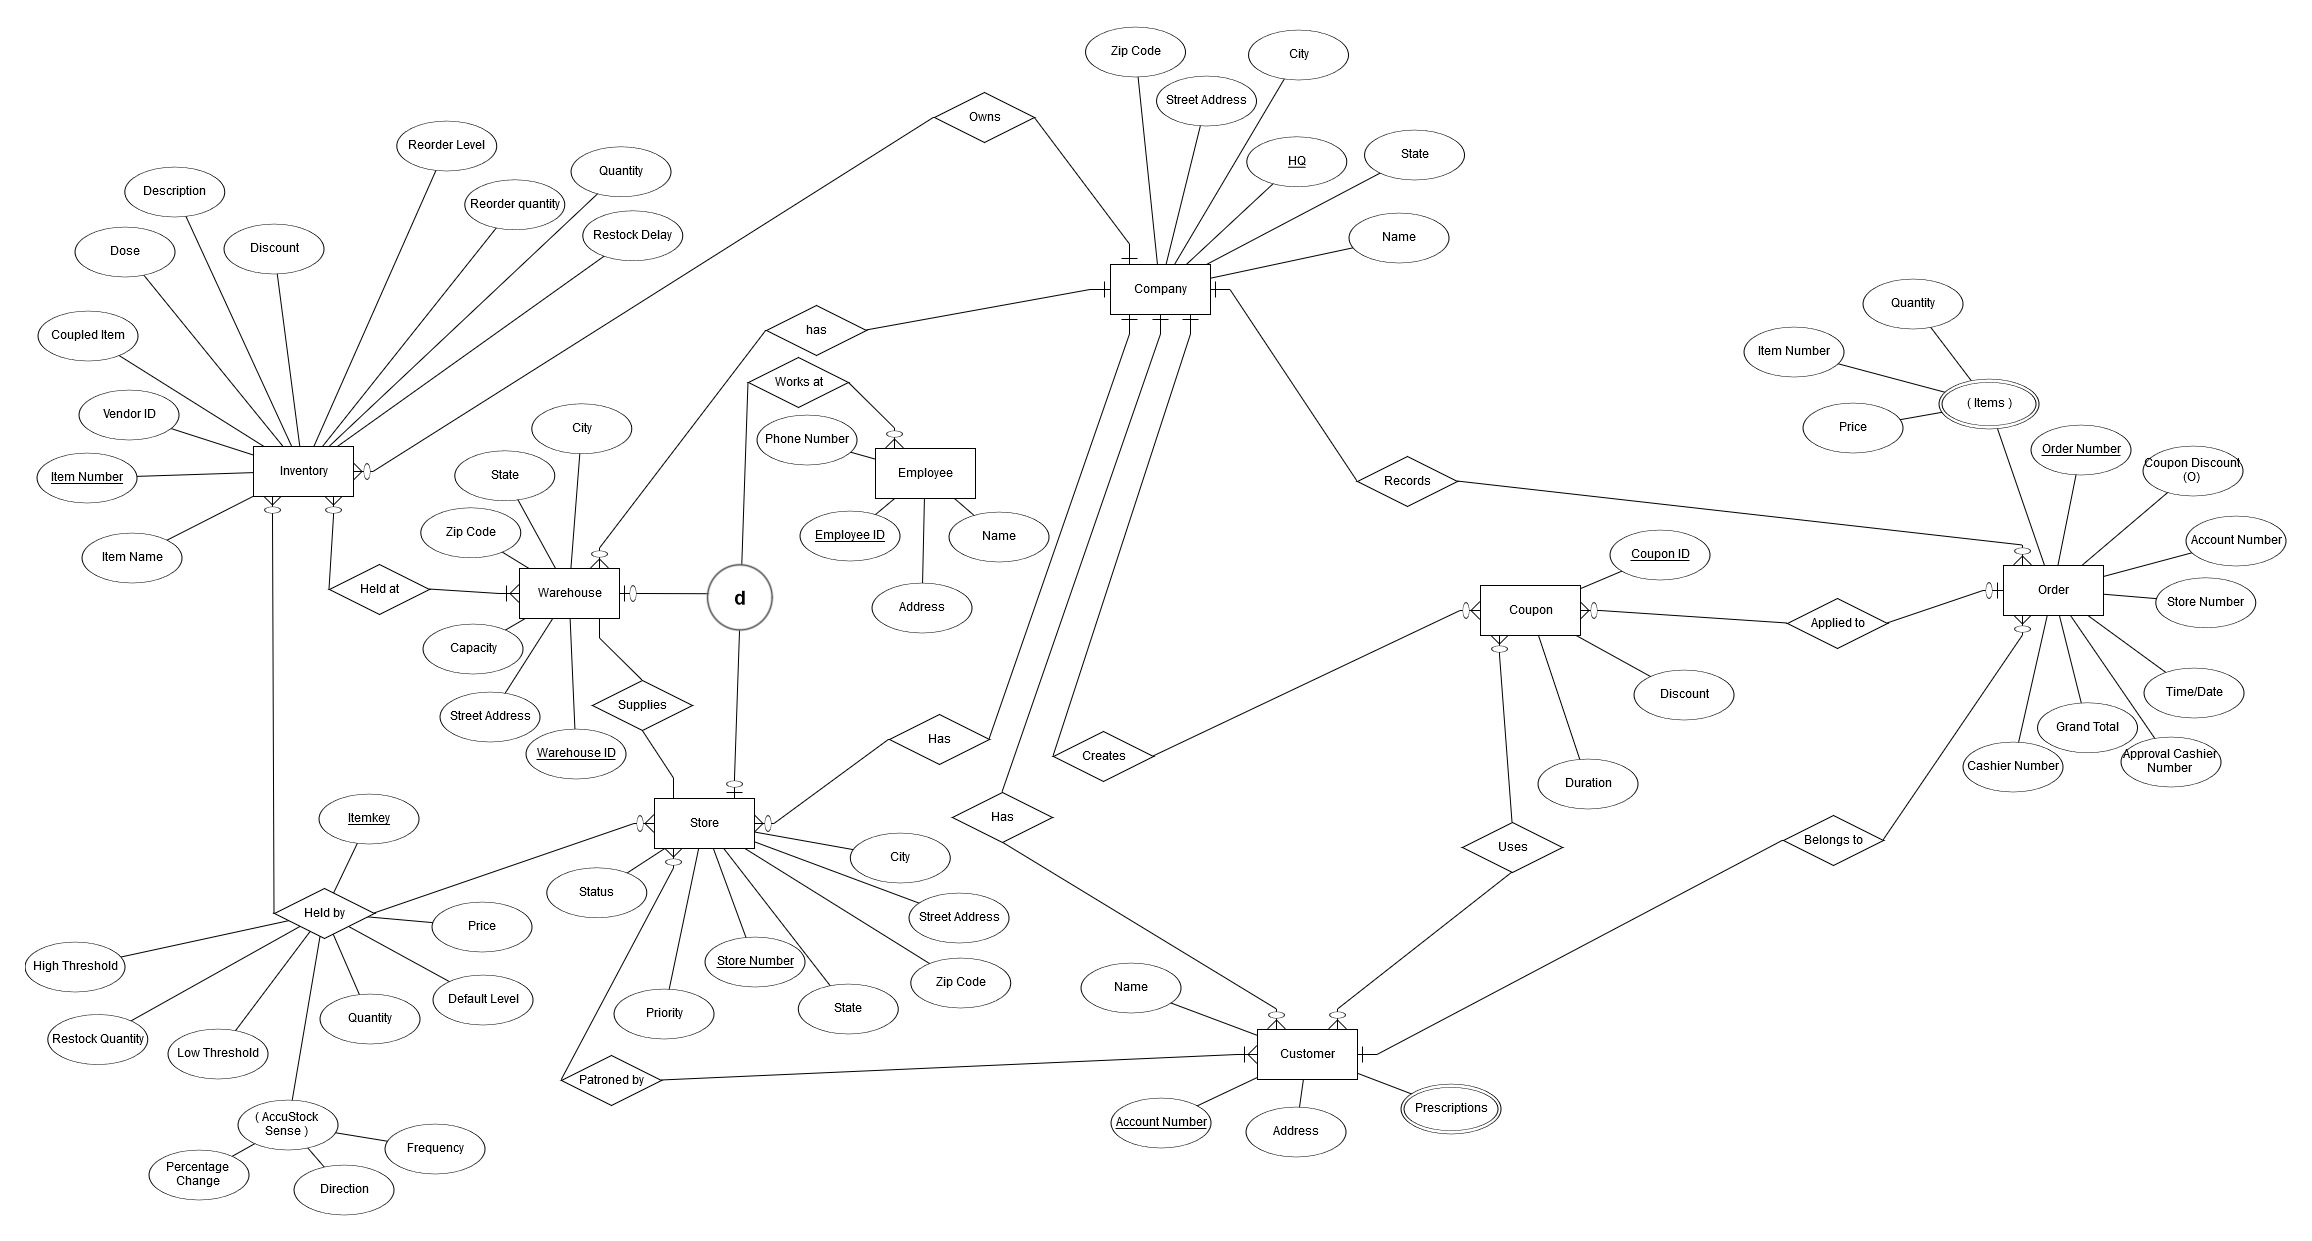 Zip Code
City
Street Address
Owns
Reorder Level
HQ
State
Quantity
Description
Reorder quantity
Restock Delay
Name
Dose
Discount
Company
Quantity
has
Coupled Item
Item Number
Works at
( Items )
Vendor ID
City
Phone Number
Price
Order Number
Inventory
Employee
Coupon Discount
(O)
Item Number
State
Records
Zip Code
Employee ID
Name
Account Number
Item Name
Coupon ID
Held at
Warehouse
d
Address
Coupon
Order
Store Number
Applied to
Capacity
Supplies
Discount
Time/Date
Street Address
Grand Total
Warehouse ID
Has
Creates
Duration
Cashier Number
Approval Cashier
Number
Itemkey
Store
Has
Uses
Belongs to
City
Status
Held by
Price
Street Address
High Threshold
Store Number
Default Level
Zip Code
Name
Quantity
Priority
State
Restock Quantity
Low Threshold
Customer
Patroned by
Prescriptions
( AccuStock
Sense )
Account Number
Address
Frequency
Percentage
Change
Direction